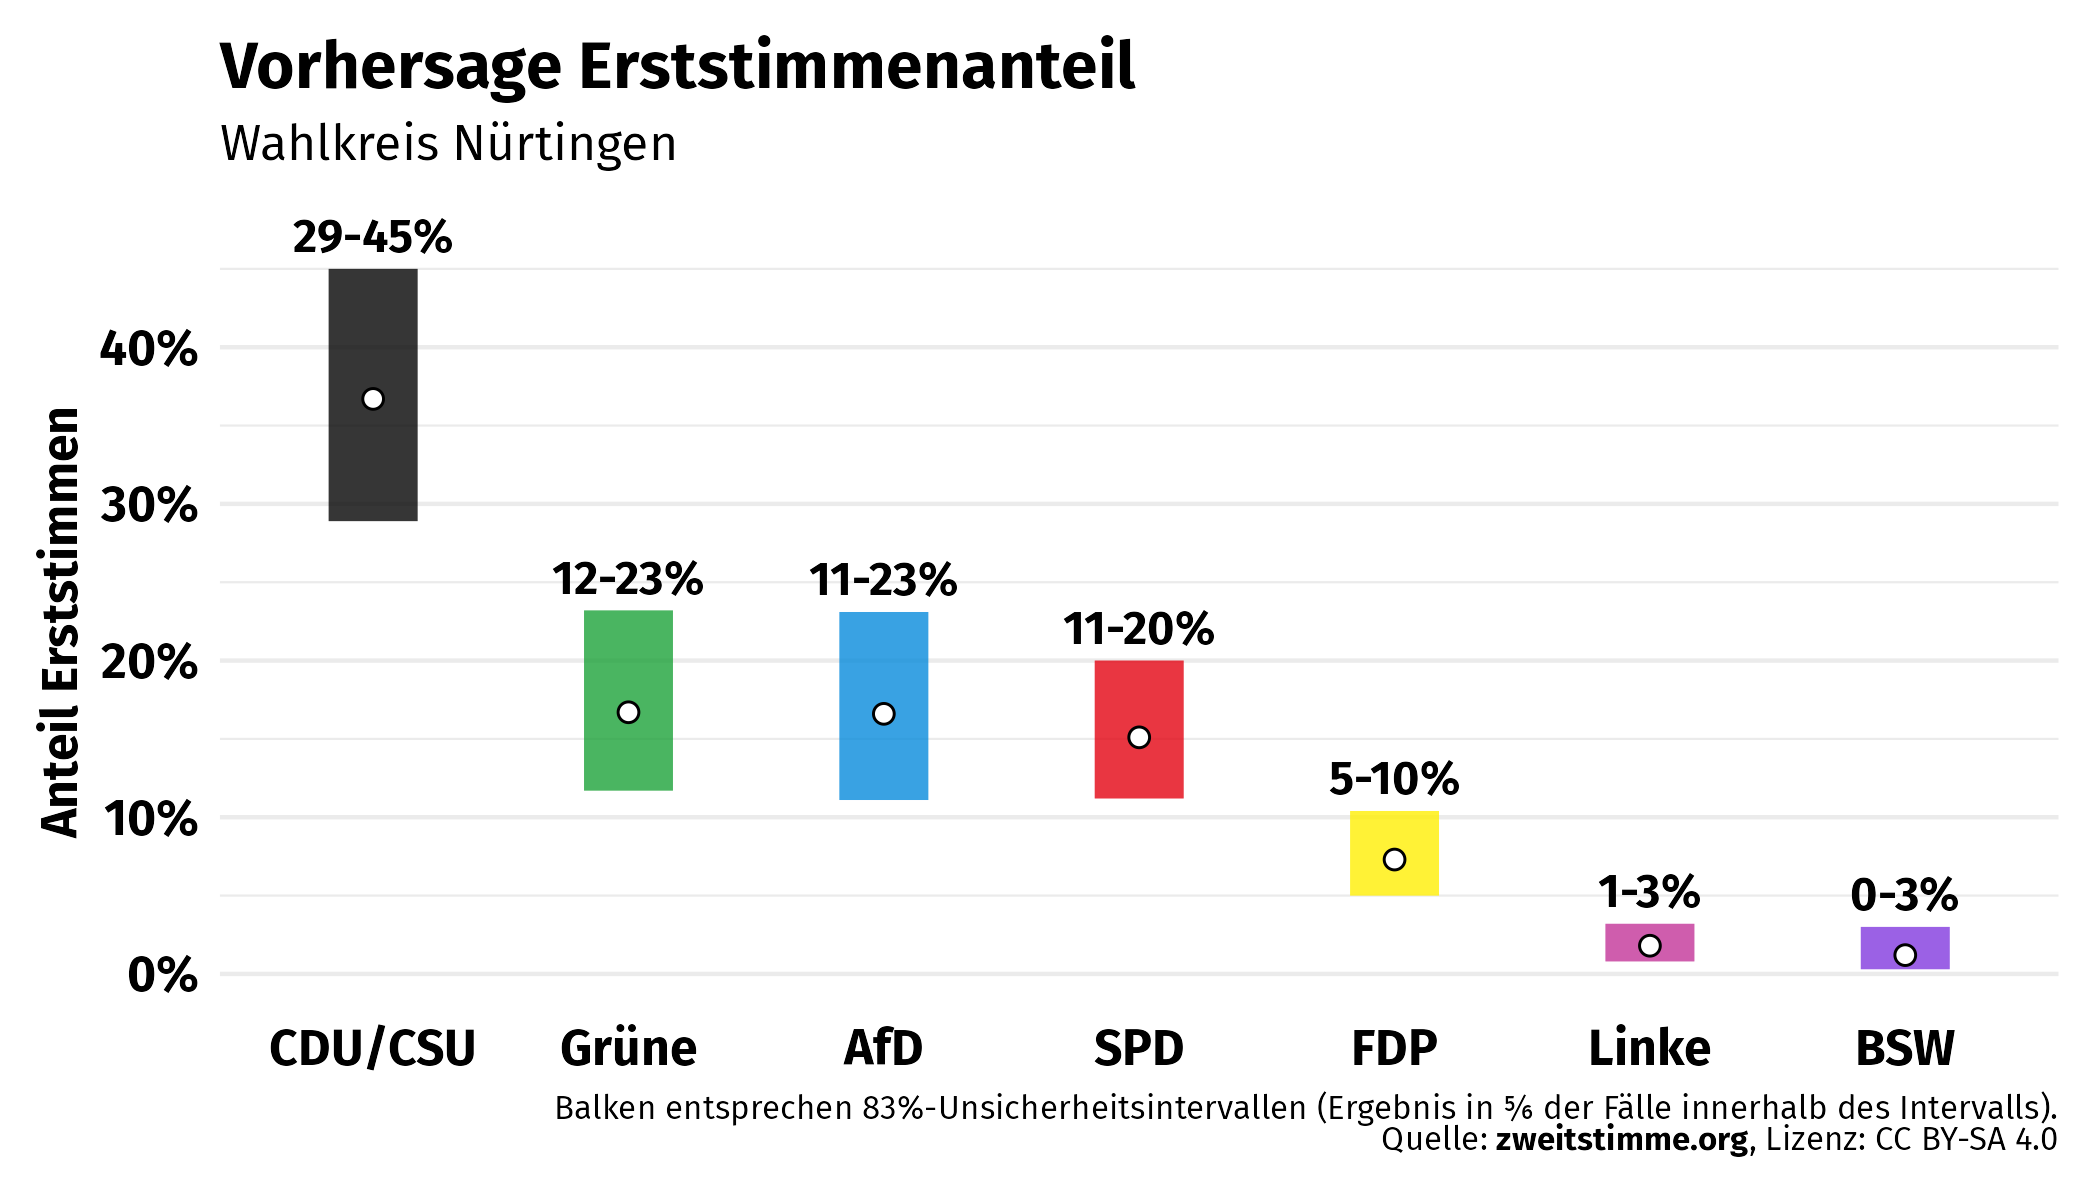 Vorhersage Erststimmenanteil
Wahlkreis Nürtingen
Anteil Erststimmen
40%
30%
20%
10%
0%
29-45%
12-23%
11-23%
11-20%
5-10%
1-3%
0-3%
CDU/CSU Grüne AfD SPD FDP Linke BSW
Balken entsprechen 83%-Unsicherheitsintervallen (Ergebnis in ⅚ der Fälle innerhalb des Intervalls).
Quelle: zweitstimme.org, Lizenz: CC BY-SA 4.0